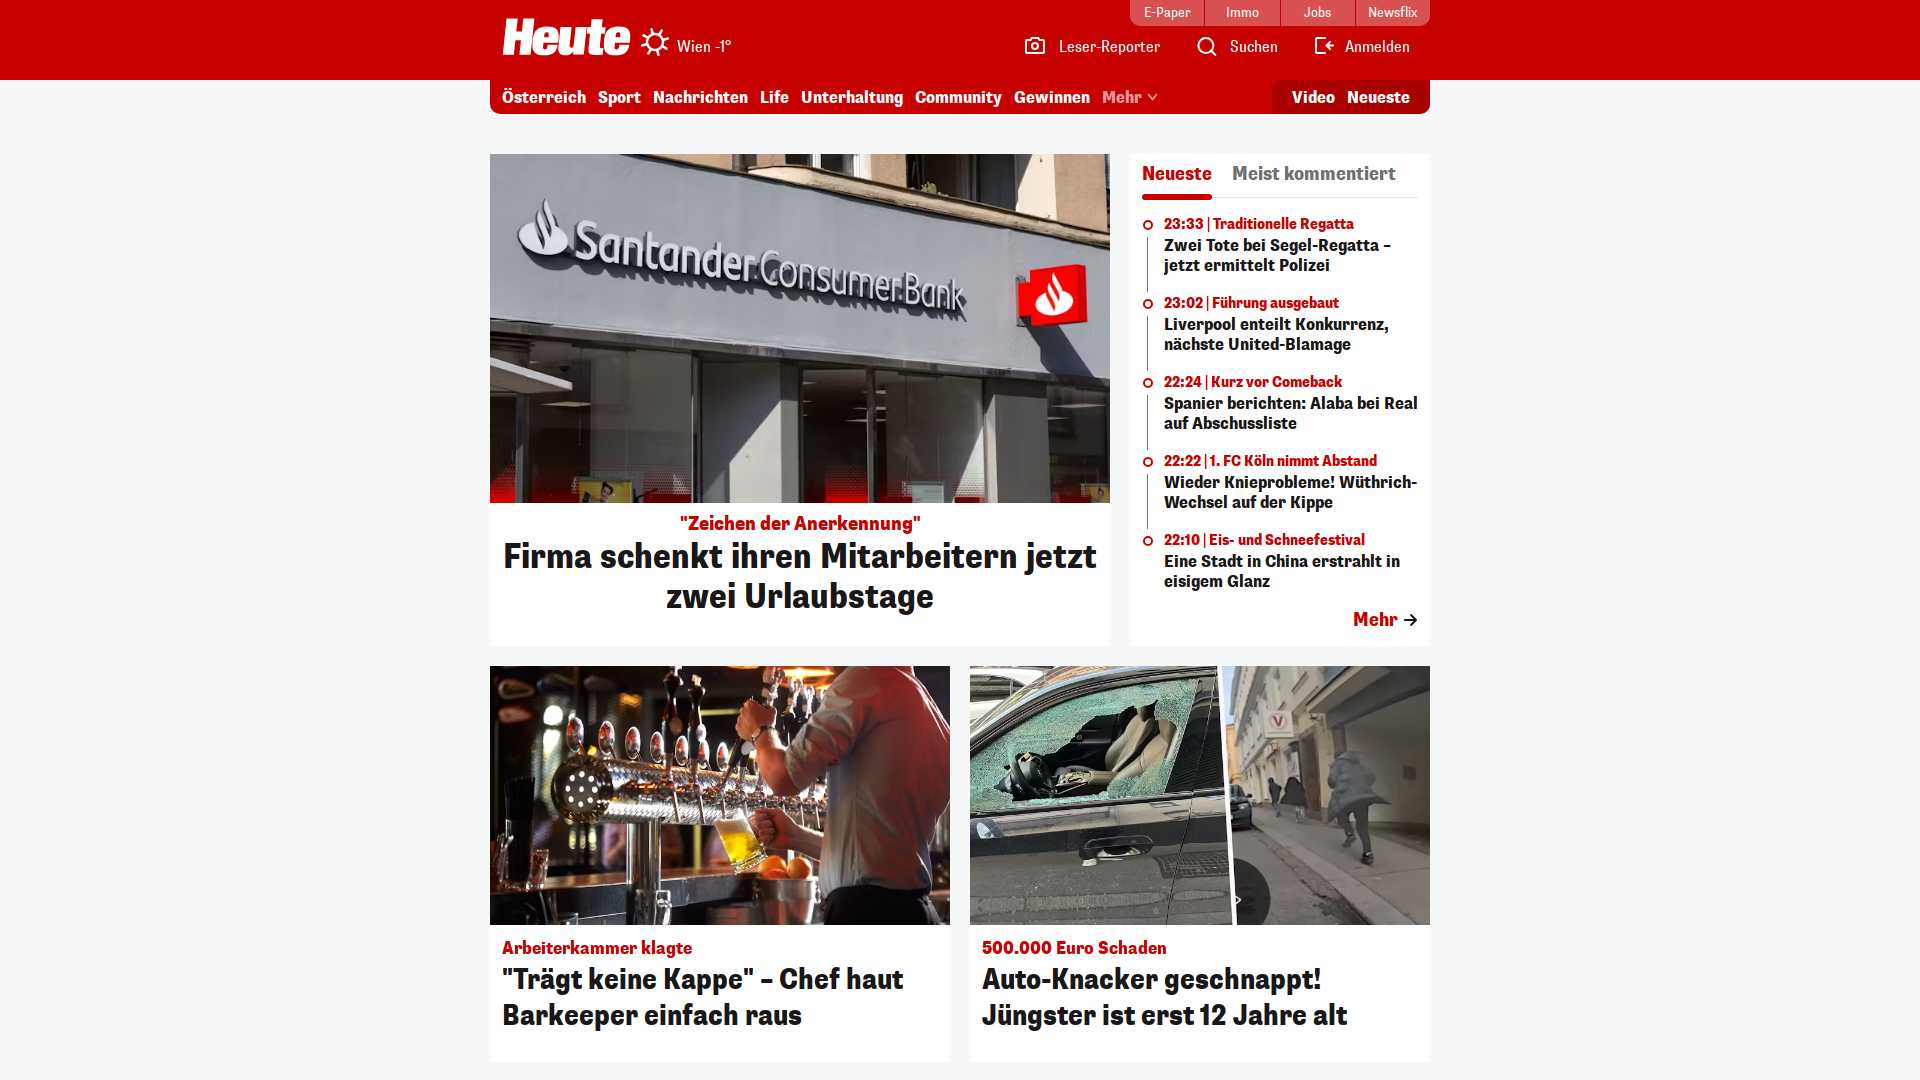 E-Paper
Immo
Jobs
Newsflix
Heute
Wien -1°
Leser-Reporter
Suchen
Anmelden
Österreich
Sport
Nachrichten
Life
Unterhaltung
Community
Gewinnen
Mehr
Video
Neueste
Santander Consumer Bank
"Zeichen der Anerkennung"
Firma schenkt ihren Mitarbeitern jetzt
zwei Urlaubstage
Neueste
Meist kommentiert
23:33 | Traditionelle Regatta
Zwei Tote bei Segel-Regatta –
jetzt ermittelt Polizei
23:02 | Führung ausgebaut
Liverpool enteilt Konkurrenz,
nächste United-Blamage
22:24 | Kurz vor Comeback
Spanier berichten: Alaba bei Real
auf Abschussliste
22:22 | 1. FC Köln nimmt Abstand
Wieder Knieprobleme! Wüthrich-
Wechsel auf der Kippe
22:10 | Eis- und Schneefestival
Eine Stadt in China erstrahlt in
eisigem Glanz
Mehr
Arbeiterkammer klagte
"Trägt keine Kappe" – Chef haut
Barkeeper einfach raus
500.000 Euro Schaden
Auto-Knacker geschnappt!
Jüngster ist erst 12 Jahre alt